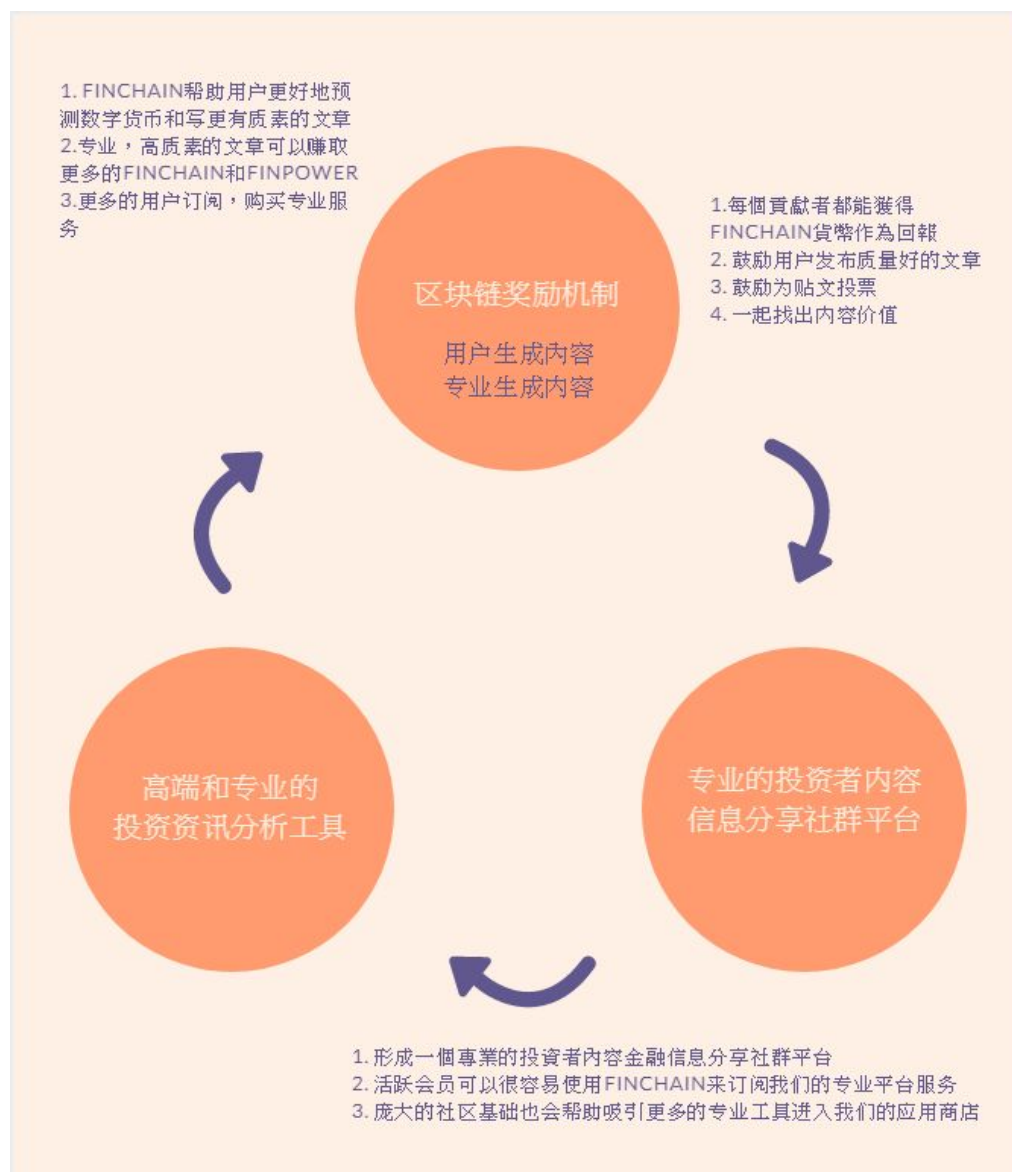 1. FINCHAIN帮助用户更好地预
测数字货币和写更有质素的文章
2.专业，高质素的文章可以赚取
更多的FINCHAIN和FINPOWER
3.更多的用户订阅，购买专业服
务
1.每個貢獻者都能獲得
FINCHAIN貨幣作為回報
2. 鼓励用户发布质量好的文章
3. 鼓励为贴文投票
4. 一起找出内容价值
区块链奖励机制
用户生成内容
专业生成内容
高端和专业的
投资资讯分析工具
专业的投资者内容
信息分享社群平台
1. 形成一個專業的投資者內容金融信息分享社群平台
2. 活跃会员可以很容易使用FINCHAIN来订阅我们的专业平台服务
3. 庞大的社区基础也会帮助吸引更多的专业工具进入我们的应用商店